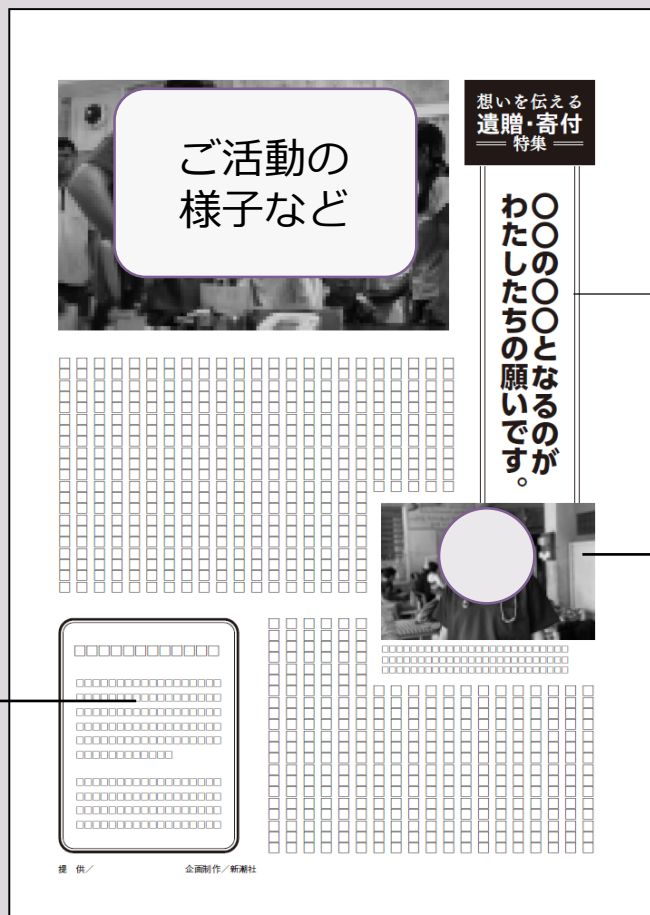 ご活動の
様子など
想いを伝える
遺贈・寄付
特集
〇〇の〇〇となるのが
わたしたちの願いです。
提　供／
企画制作／新潮社